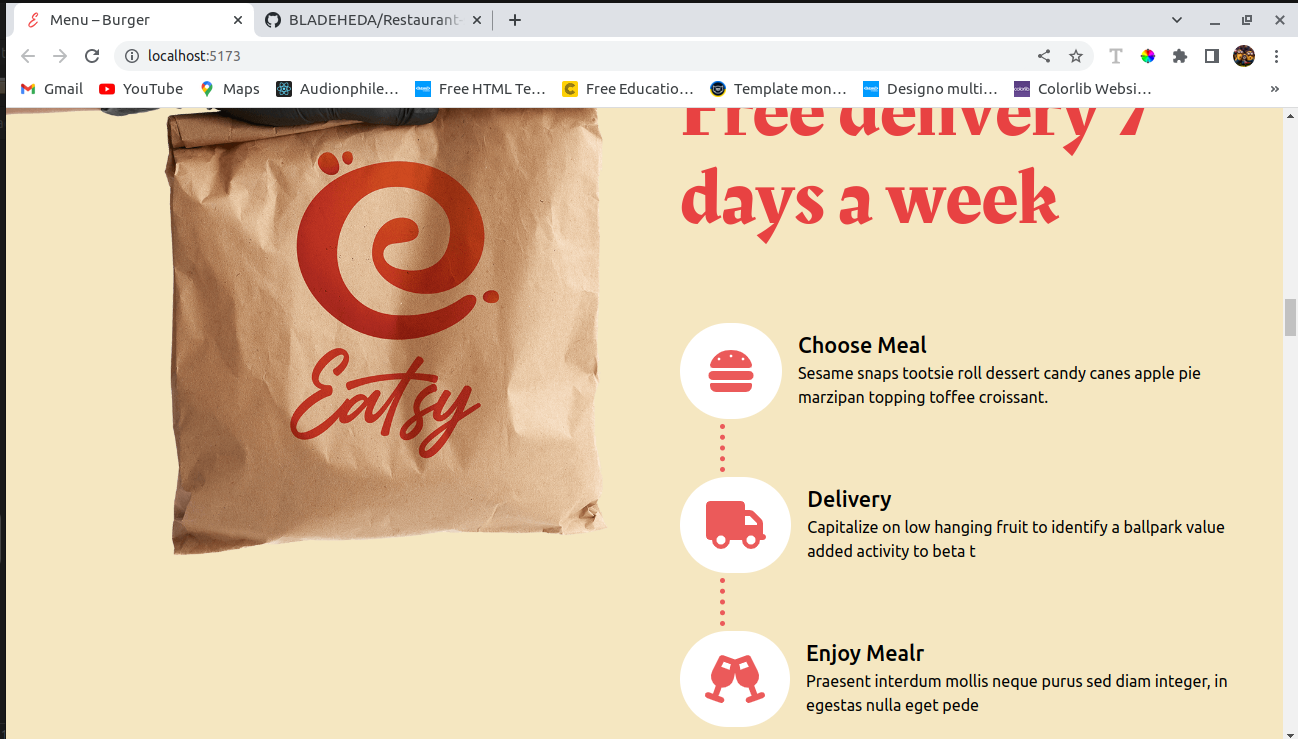 Menu – Burger
BLADEHEDA/Restaurant-
localhost:5173
Gmail
YouTube
Maps
Audionphile…
Free HTML Te…
Free Educatio…
Template mon…
Designo multi…
Colorlib Websi…
»
Free delivery 7
days a week
Eatsy
Choose Meal
Sesame snaps tootsie roll dessert candy canes apple pie
marzipan topping toffee croissant.
Delivery
Capitalize on low hanging fruit to identify a ballpark value
added activity to beta t
Enjoy Mealr
Praesent interdum mollis neque purus sed diam integer, in
egestas nulla eget pede